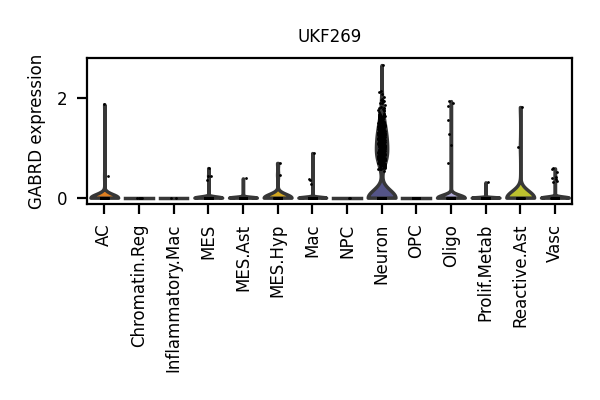 UKF269
GABRD expression
2
0
AC
Chromatin.Reg
Inflammatory.Mac
MES
MES.Ast
MES.Hyp
Mac
NPC
Neuron
OPC
Oligo
Prolif.Metab
Reactive.Ast
Vasc